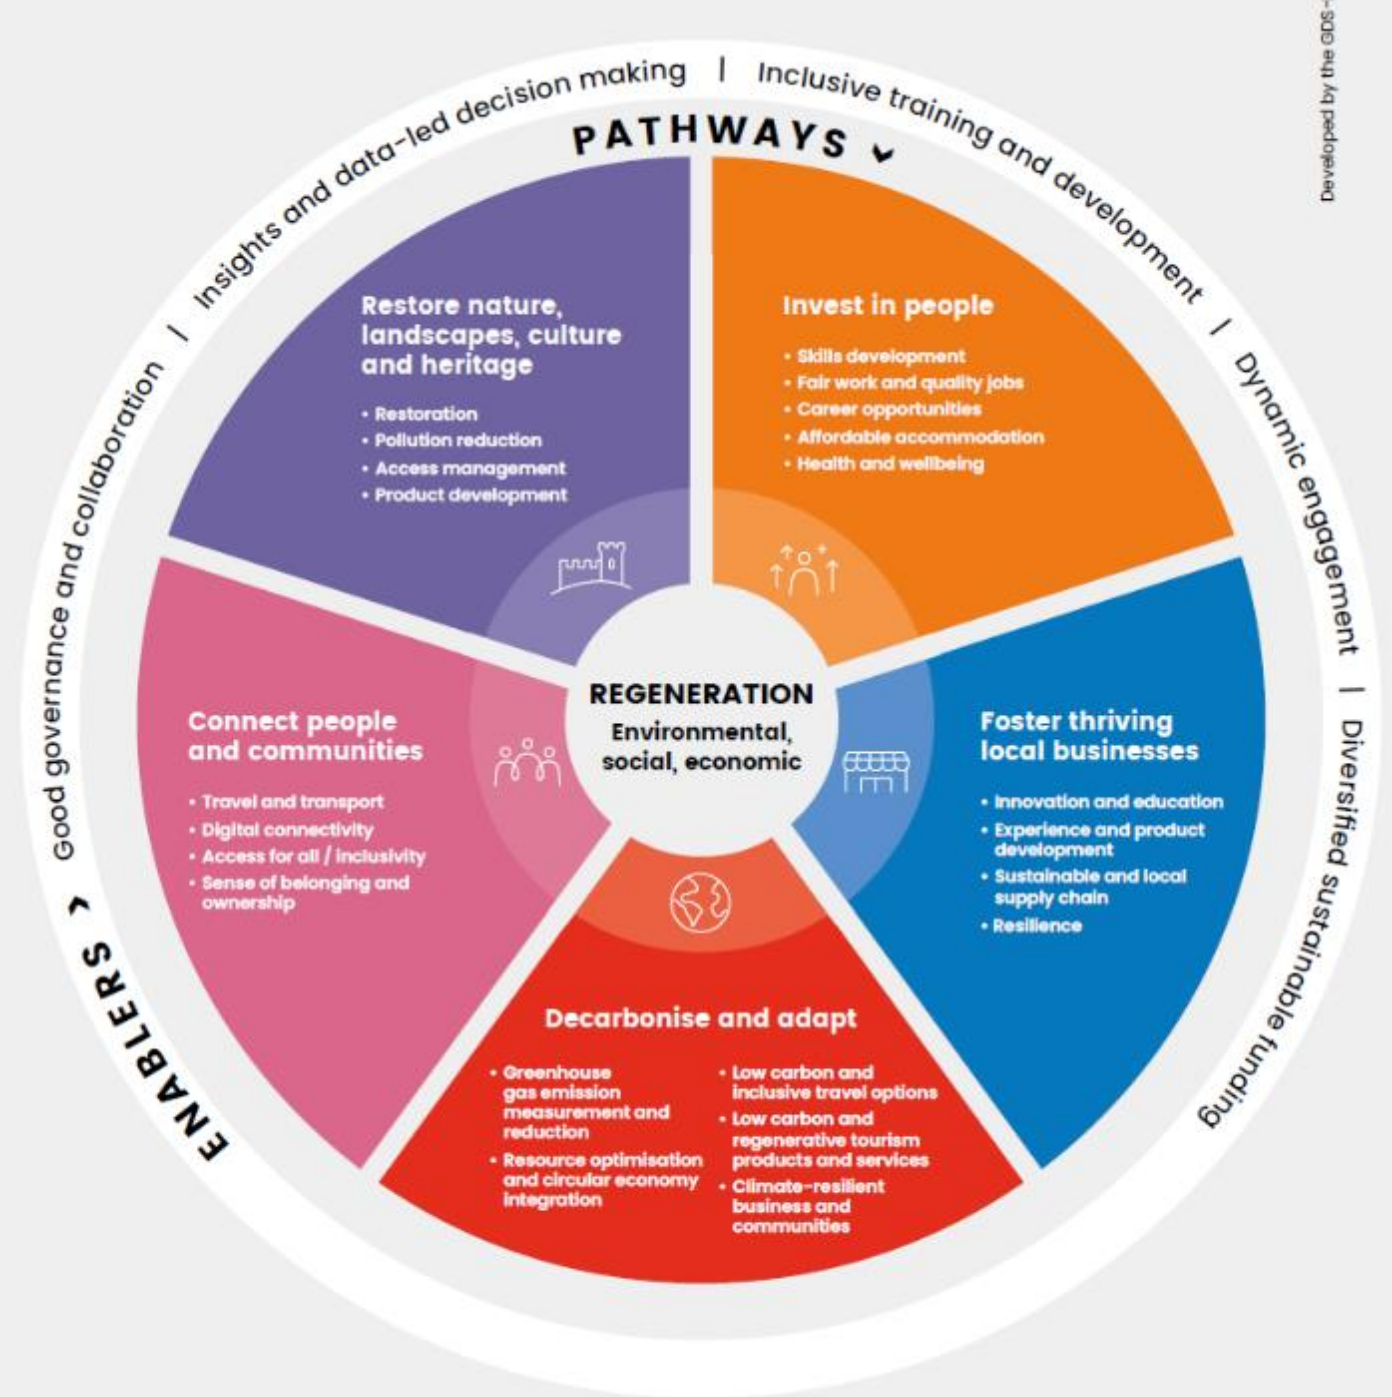 Developed by the GDS-
PATHWAYS
ENABLERS
Good governance and collaboration | Insights and data-led decision making | Inclusive training and development | Dynamic engagement | Diversified sustainable funding
Restore nature,
landscapes, culture
and heritage
• Restoration
• Pollution reduction
• Access management
• Product development
Invest in people
• Skills development
• Fair work and quality jobs
• Career opportunities
• Affordable accommodation
• Health and wellbeing
REGENERATION
Environmental,
social, economic
Connect people
and communities
• Travel and transport
• Digital connectivity
• Access for all / inclusivity
• Sense of belonging and
ownership
Foster thriving
local businesses
• Innovation and education
• Experience and product
development
• Sustainable and local
supply chain
• Resilience
Decarbonise and adapt
• Greenhouse
gas emission
measurement and
reduction
• Resource optimisation
and circular economy
integration
• Low carbon and
inclusive travel options
• Low carbon and
regenerative tourism
products and services
• Climate-resilient
business and
communities